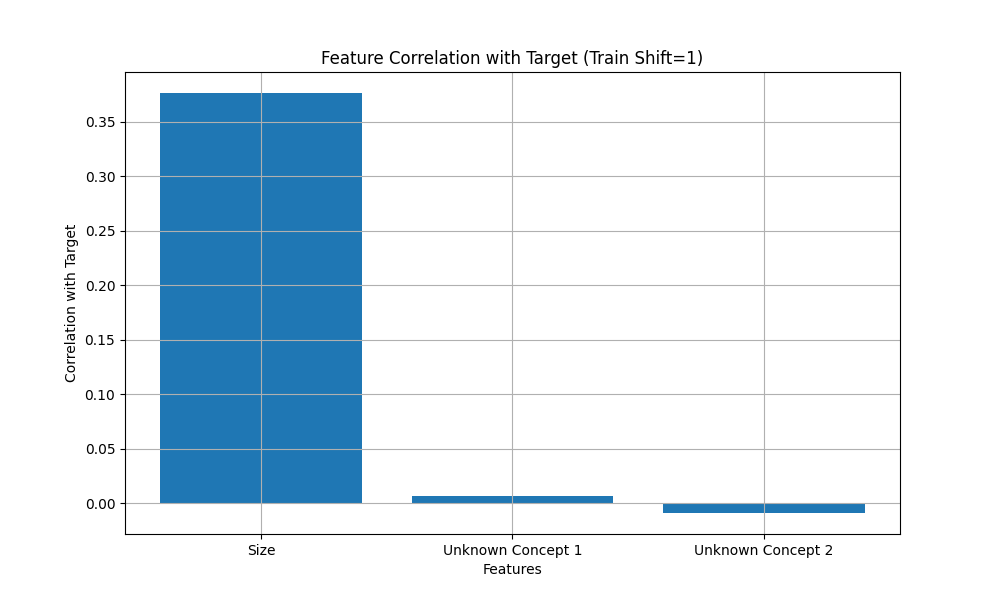 Feature Correlation with Target (Train Shift=1)
Correlation with Target
0.35
0.30
0.25
0.20
0.15
0.10
0.05
0.00
Size
Unknown Concept 1
Unknown Concept 2
Features